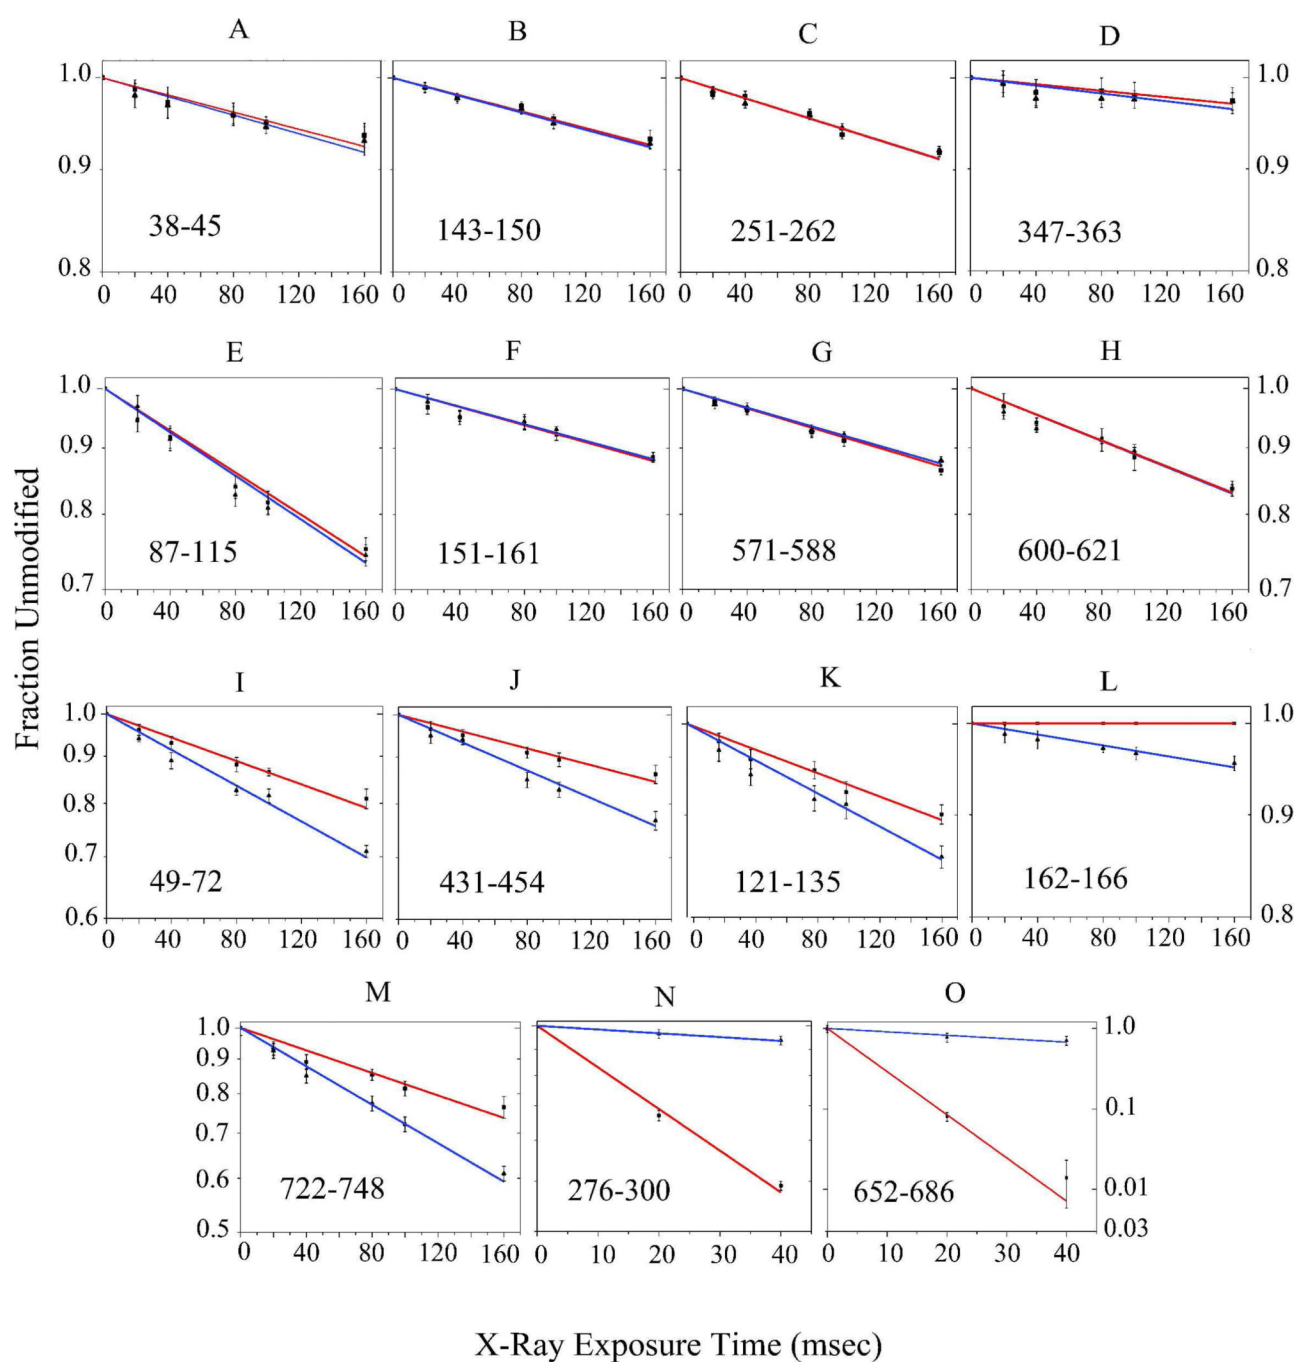 A B C D
1.0
0.9
0.8
1.0
0.9
0.8
0 40 80 120 160
0 40 80 120 160
0 40 80 120 160
0 40 80 120 160
38-45
143-150
251-262
347-363
E F G H
1.0
0.9
0.8
0.7
1.0
0.9
0.8
0.7
87-115
151-161
571-588
600-621
0 40 80 120 160
0 40 80 120 160
0 40 80 120 160
0 40 80 120 160
Fraction Unmodified
I J K L
1.0
0.9
0.8
0.7
0.6
1.0
0.9
0.8
49-72
431-454
121-135
162-166
0 40 80 120 160
0 40 80 120 160
0 40 80 120 160
0 40 80 120 160
M N O
1.0
0.9
0.8
0.7
0.6
0.5
1.0
0.1
0.01
0.03
722-748
276-300
652-686
0 40 80 120 160
0 10 20 30 40
0 10 20 30 40
X-Ray Exposure Time (msec)